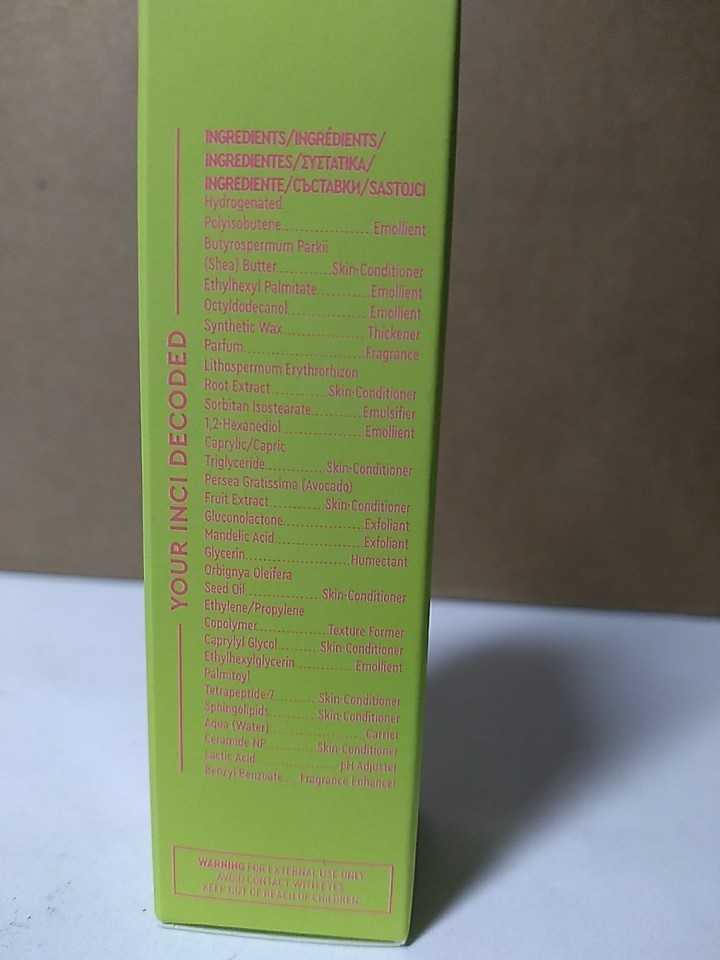 YOUR INCI DECODED
INGREDIENTS/INGRÉDIENTS/
INGREDIENTES/ΣΥΣΤΑΤΙΚΑ/
INGREDIENTE/СЪСТАВКИ/SASTOJCI
Hydrogenated
Polyisobutene....................Emollient
Butyrospermum Parkii
(Shea) Butter.............Skin-Conditioner
Ethylhexyl Palmitate............Emollient
Octyldodecanol..................Emollient
Synthetic Wax...................Thickener
Parfum..........................Fragrance
Lithospermum Erythrorhizon
Root Extract.............Skin-Conditioner
Sorbitan Isostearate...........Emulsifier
1,2-Hexanediol..................Emollient
Caprylic/Capric
Triglyceride.............Skin-Conditioner
Persea Gratissima (Avocado)
Fruit Extract............Skin-Conditioner
Gluconolactone..................Exfoliant
Mandelic Acid...................Exfoliant
Glycerin........................Humectant
Orbignya Oleifera
Seed Oil.................Skin-Conditioner
Ethylene/Propylene
Copolymer..................Texture Former
Caprylyl Glycol..........Skin-Conditioner
Ethylhexylglycerin..............Emollient
Palmitoyl
Tetrapeptide-7...........Skin-Conditioner
Sphingolipids............Skin-Conditioner
Aqua (Water)......................Carrier
Ceramide NP..............Skin-Conditioner
Lactic Acid...................pH Adjuster
Benzyl Benzoate....Fragrance Enhancer
WARNING FOR EXTERNAL USE ONLY.
AVOID CONTACT WITH EYES.
KEEP OUT OF REACH OF CHILDREN.